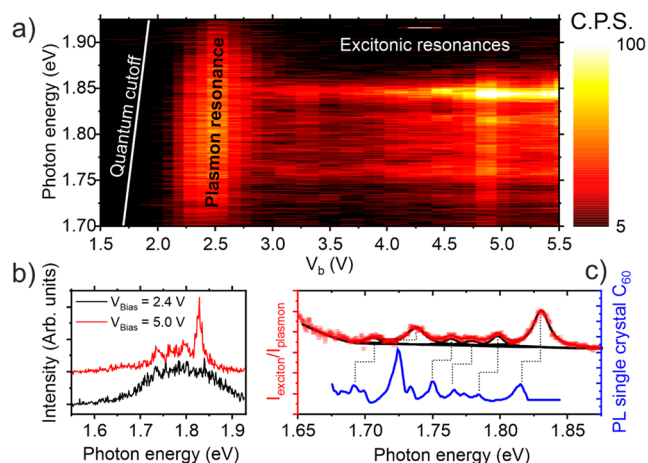 a)
C.P.S.
Photon energy (eV)
1.90
1.85
1.80
1.75
1.70
Quantum cutoff
Plasmon resonance
Excitonic resonances
100
5
1.5 2.0 2.5 3.0 3.5 4.0 4.5 5.0 5.5
V_b (V)
b)
Intensity (Arb. units)
V_Bias = 2.4 V
V_Bias = 5.0 V
1.6 1.7 1.8 1.9
Photon energy (eV)
c)
I_exciton/I_plasmon
PL single crystal C_60
1.65 1.70 1.75 1.80 1.85
Photon energy (eV)